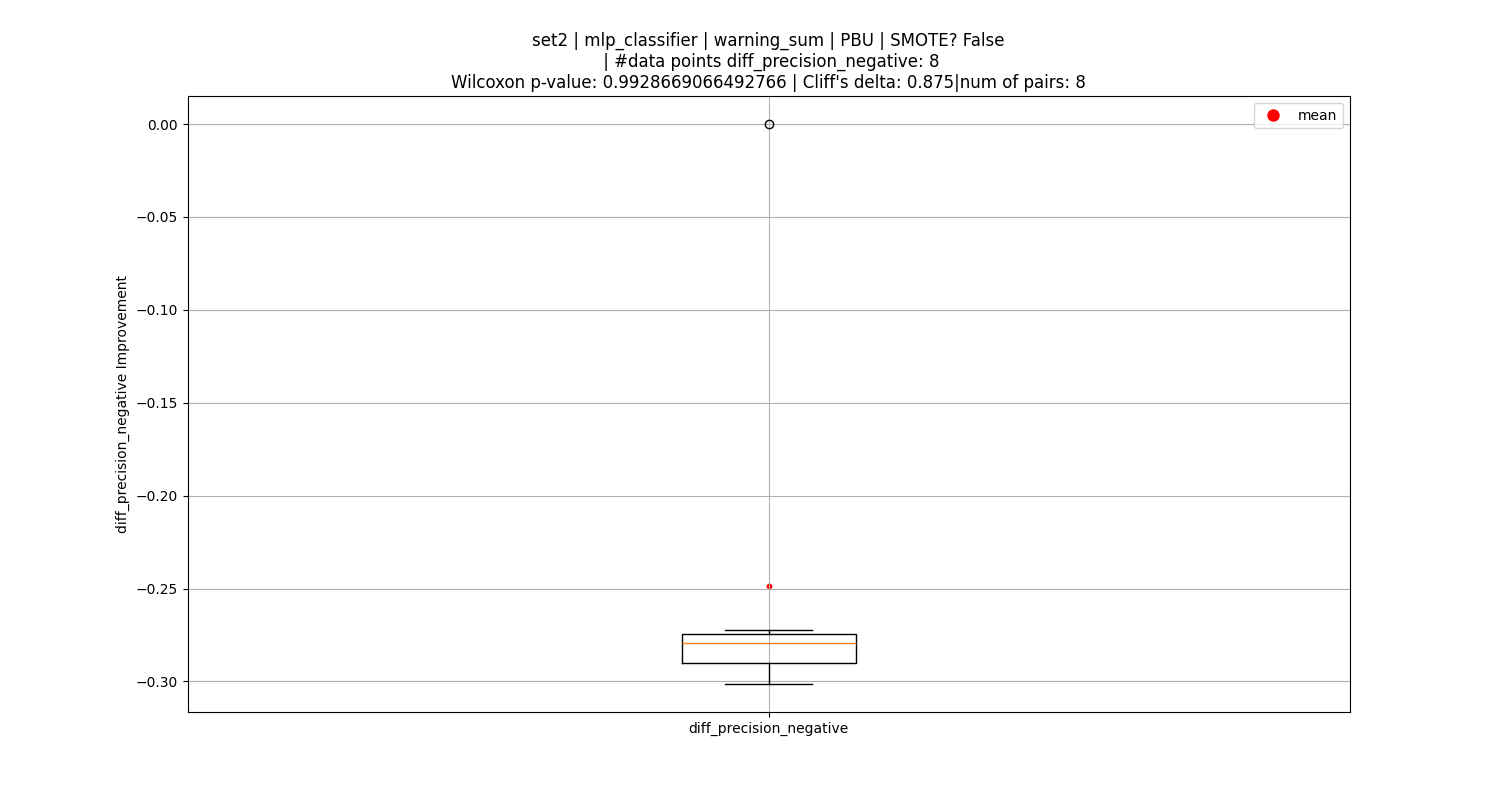 set2 | mlp_classifier | warning_sum | PBU | SMOTE? False
| #data points diff_precision_negative: 8
Wilcoxon p-value: 0.9928669066492766 | Cliff's delta: 0.875|num of pairs: 8
mean
0.00
−0.05
−0.10
−0.15
−0.20
−0.25
−0.30
diff_precision_negative Improvement
diff_precision_negative